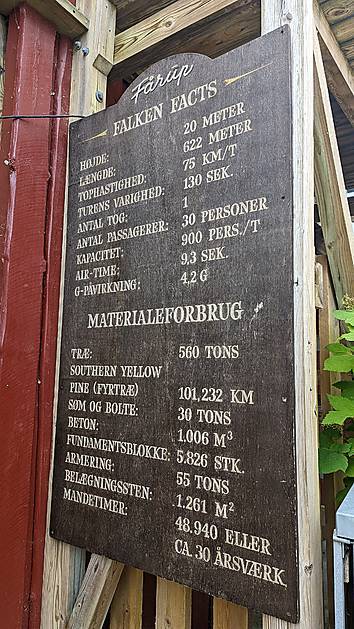 Fårup
FALKEN FACTS
HØJDE: 20 METER
LÆNGDE: 622 METER
TOPHASTIGHED: 75 KM/T
TURENS VARIGHED: 130 SEK.
ANTAL TOG: 1
ANTAL PASSAGERER: 30 PERSONER
KAPACITET: 900 PERS./T
AIR-TIME: 9,3 SEK.
G-PÅVIRKNING: 4,2 G
MATERIALEFORBRUG
TRÆ: 560 TONS
SOUTHERN YELLOW
PINE (FYRTRÆ) 101,232 KM
SØM OG BOLTE: 30 TONS
BETON: 1.006 M³
FUNDAMENTSBLOKKE: 5.826 STK.
ARMERING: 55 TONS
BELÆGNINGSSTEN: 1.261 M²
MANDETIMER: 48.940 ELLER
CA. 30 ÅRSVÆRK.